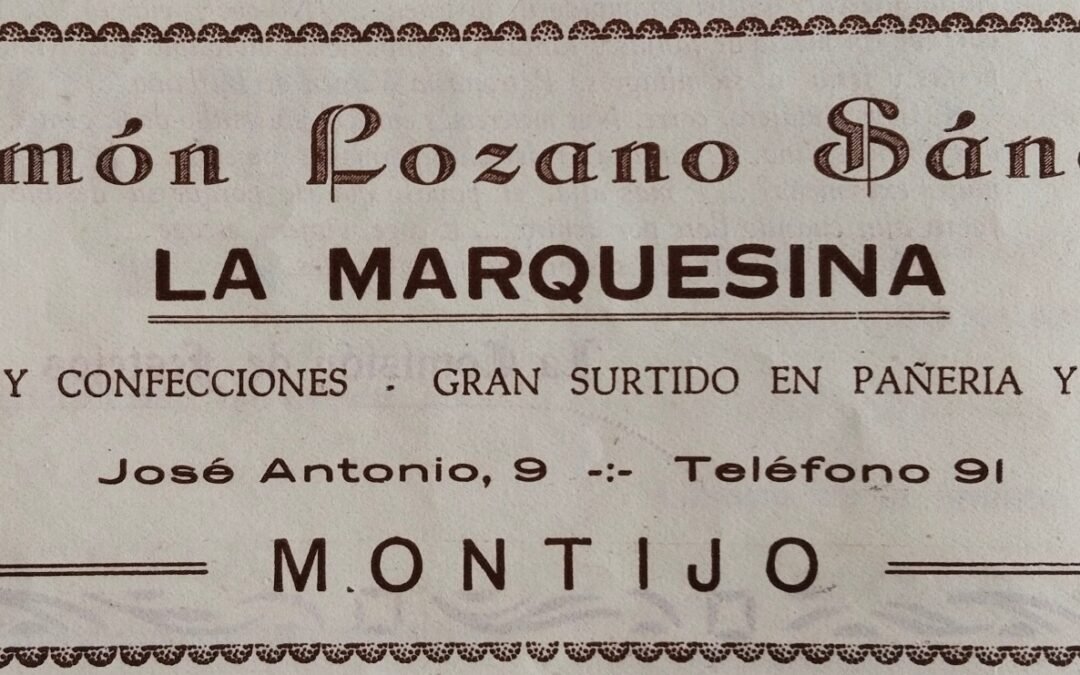 món Lozano Sán
LA MARQUESINA
Y CONFECCIONES - GRAN SURTIDO EN PAÑERIA Y
José Antonio, 9 -:- Teléfono 91
MONTIJO